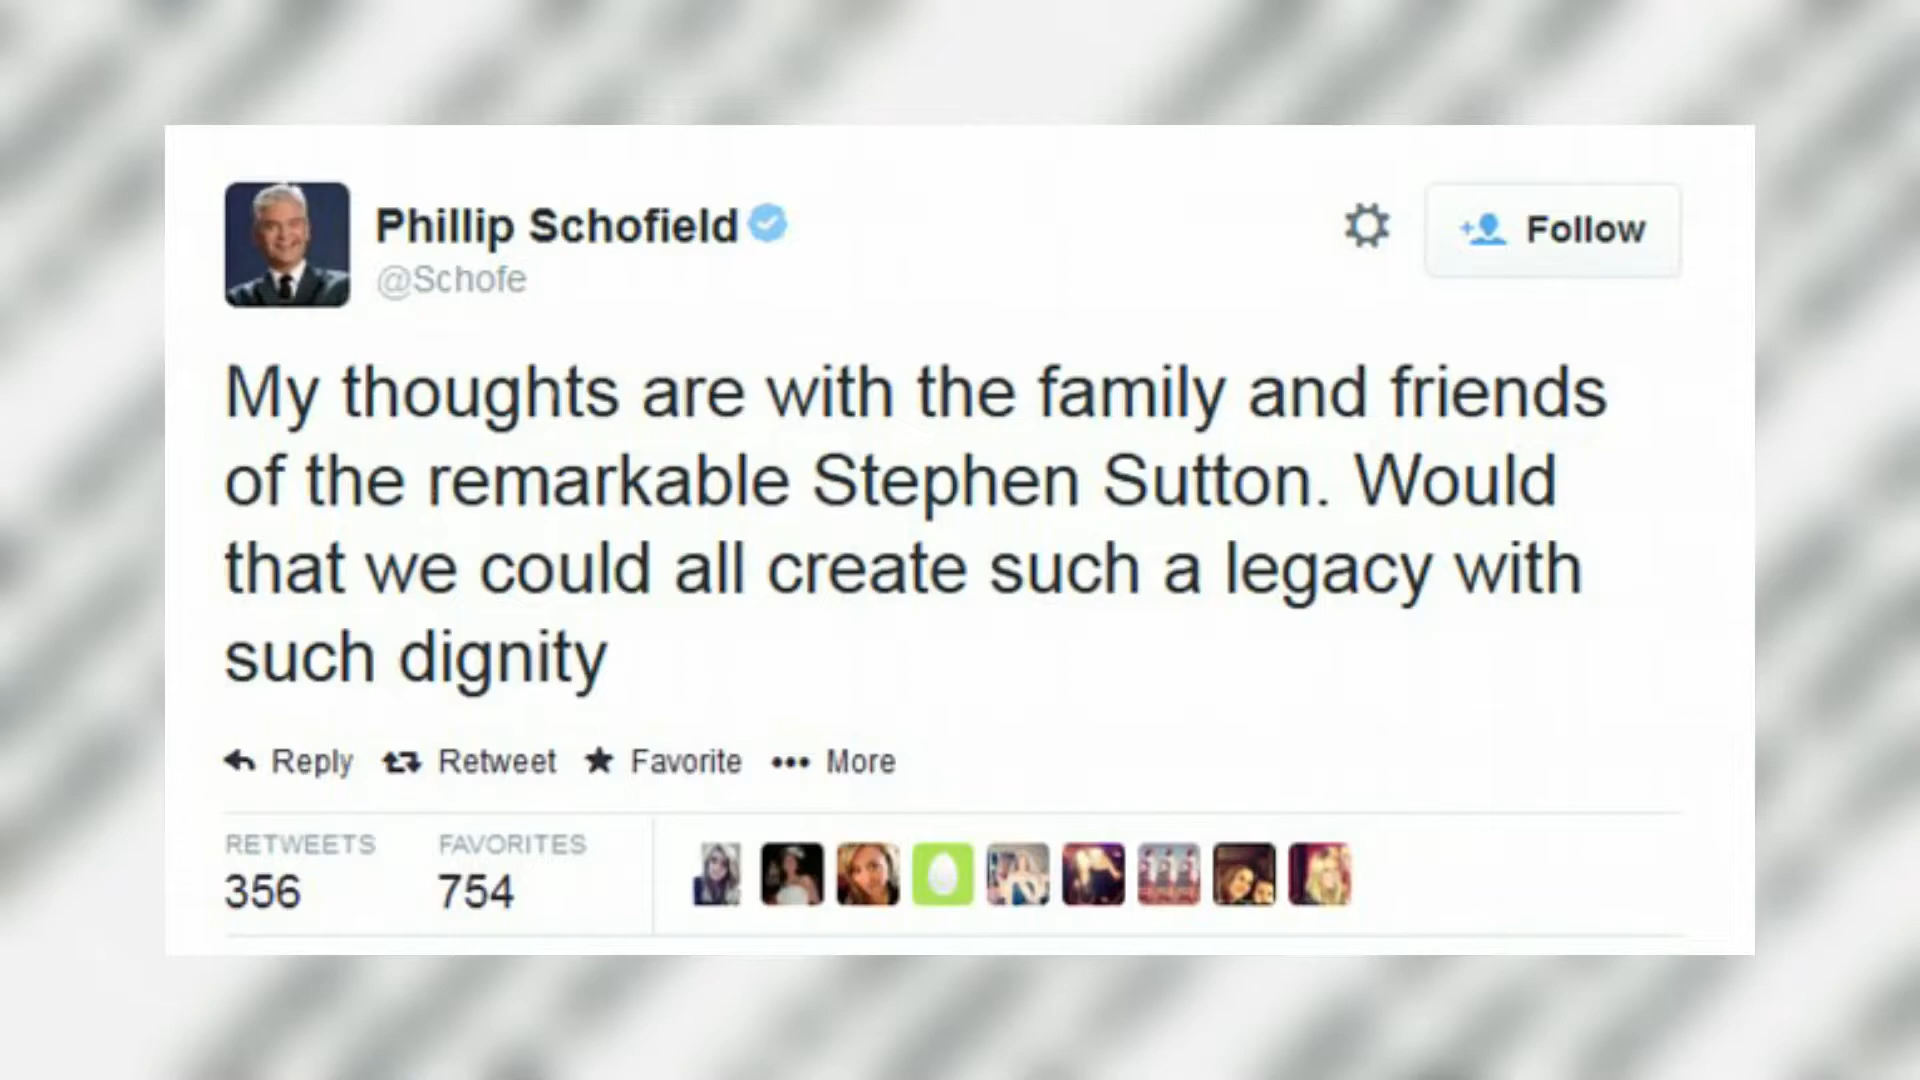 Phillip Schofield
@Schofe
Follow
My thoughts are with the family and friends
of the remarkable Stephen Sutton. Would
that we could all create such a legacy with
such dignity
Reply Retweet Favorite More
RETWEETS FAVORITES
356 754